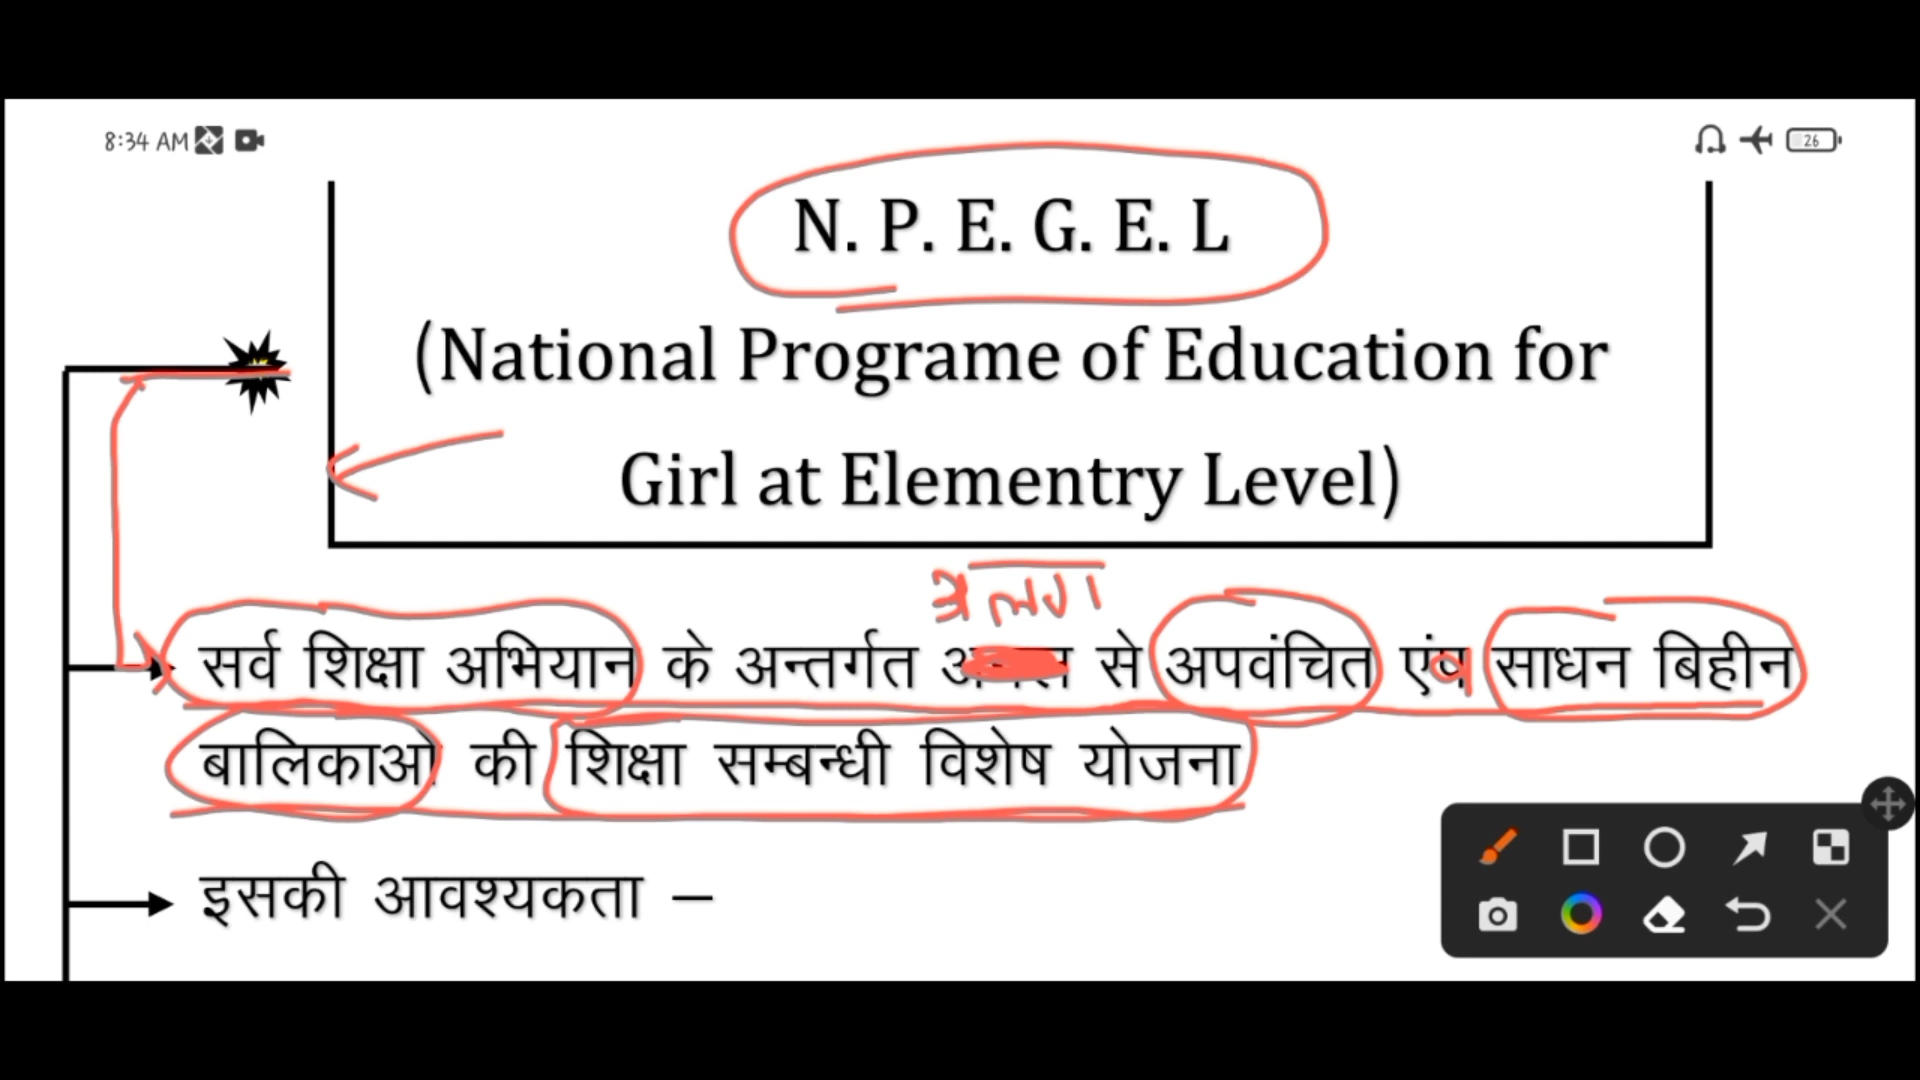 8:34 AM
26
N. P. E. G. E. L
(National Programe of Education for
Girl at Elementry Level)
अलग
सर्व शिक्षा अभियान के अन्तर्गत से अपवंचित एंव साधन बिहीन
बालिकाओ की शिक्षा सम्बन्धी विशेष योजना
इसकी आवश्यकता –